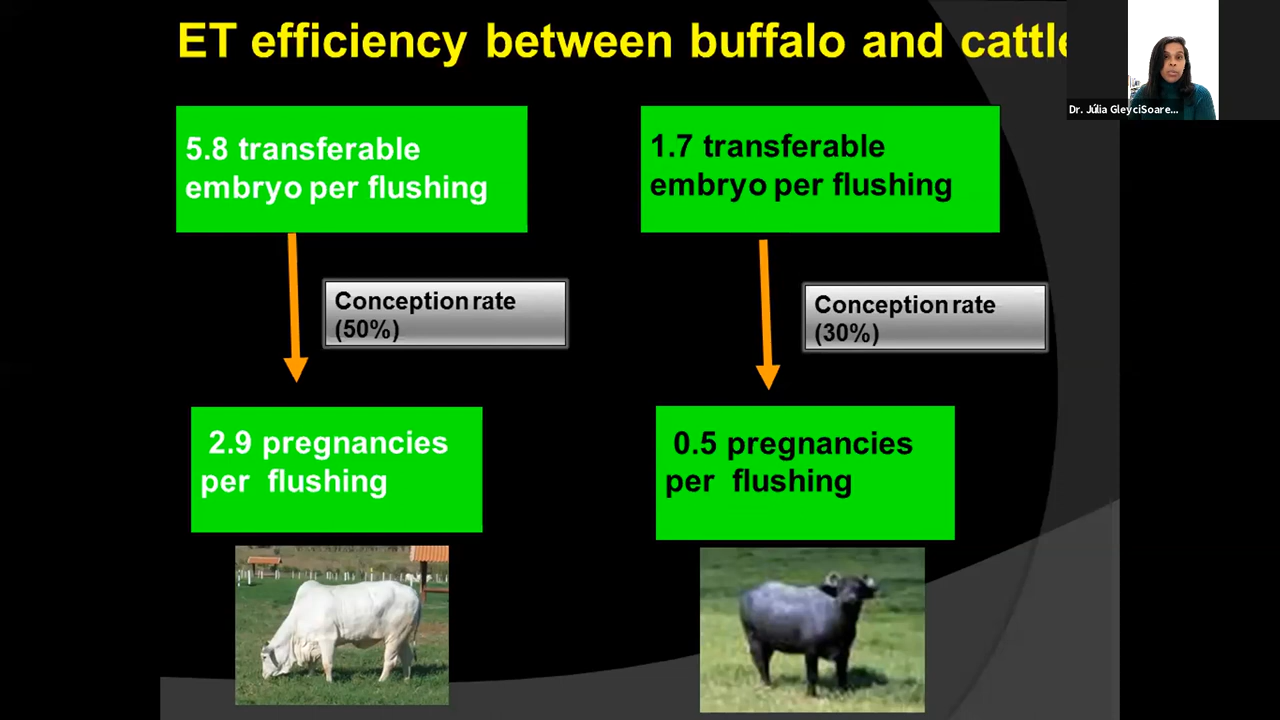 ET efficiency between buffalo and cattle
Dr. Júlia GleyciSoare...
5.8 transferable
embryo per flushing
1.7 transferable
embryo per flushing
Conception rate
(50%)
Conception rate
(30%)
2.9 pregnancies
per flushing
0.5 pregnancies
per flushing